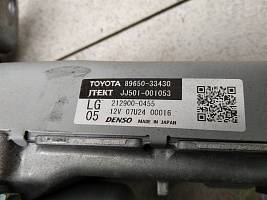 TOYOTA 89650-33430
JTEKT JJ501-001053
LG 212900-0455
05 12V 07U24 00016
DENSO MADE IN JAPAN